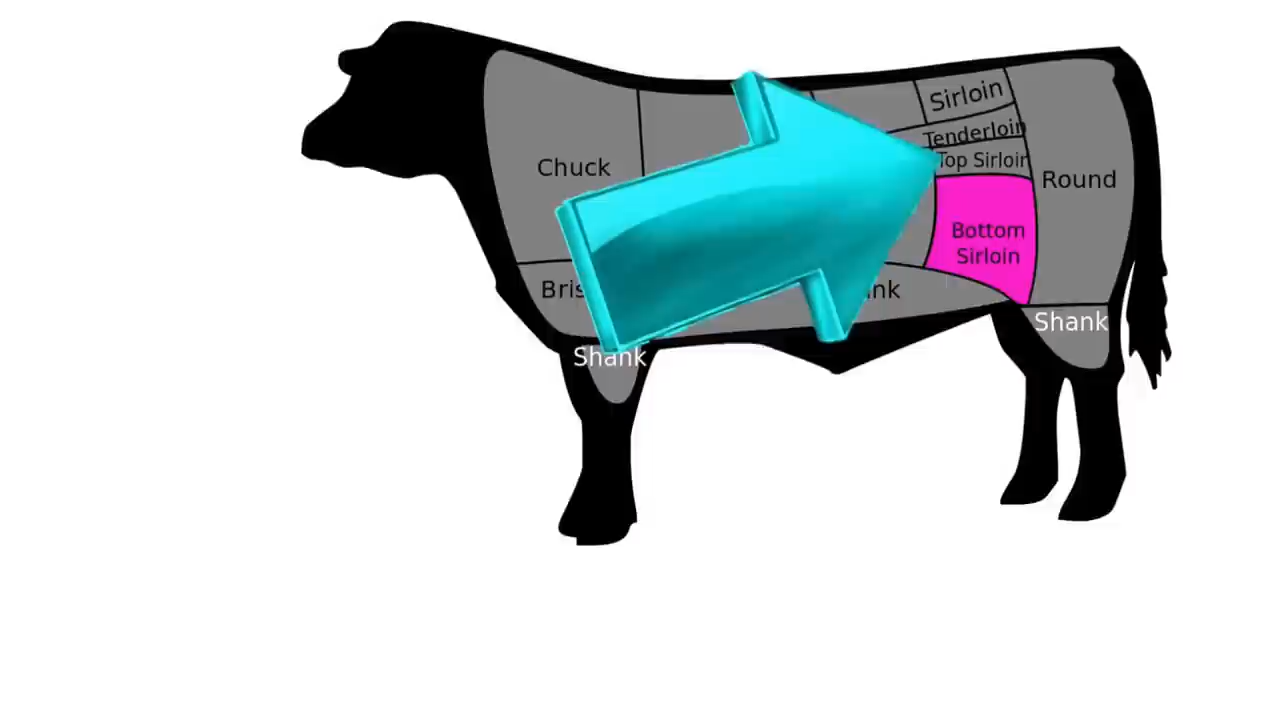 Sirloin
Tenderloin
Top Sirloin
Chuck
Round
Bottom
Sirloin
Shank
Shank